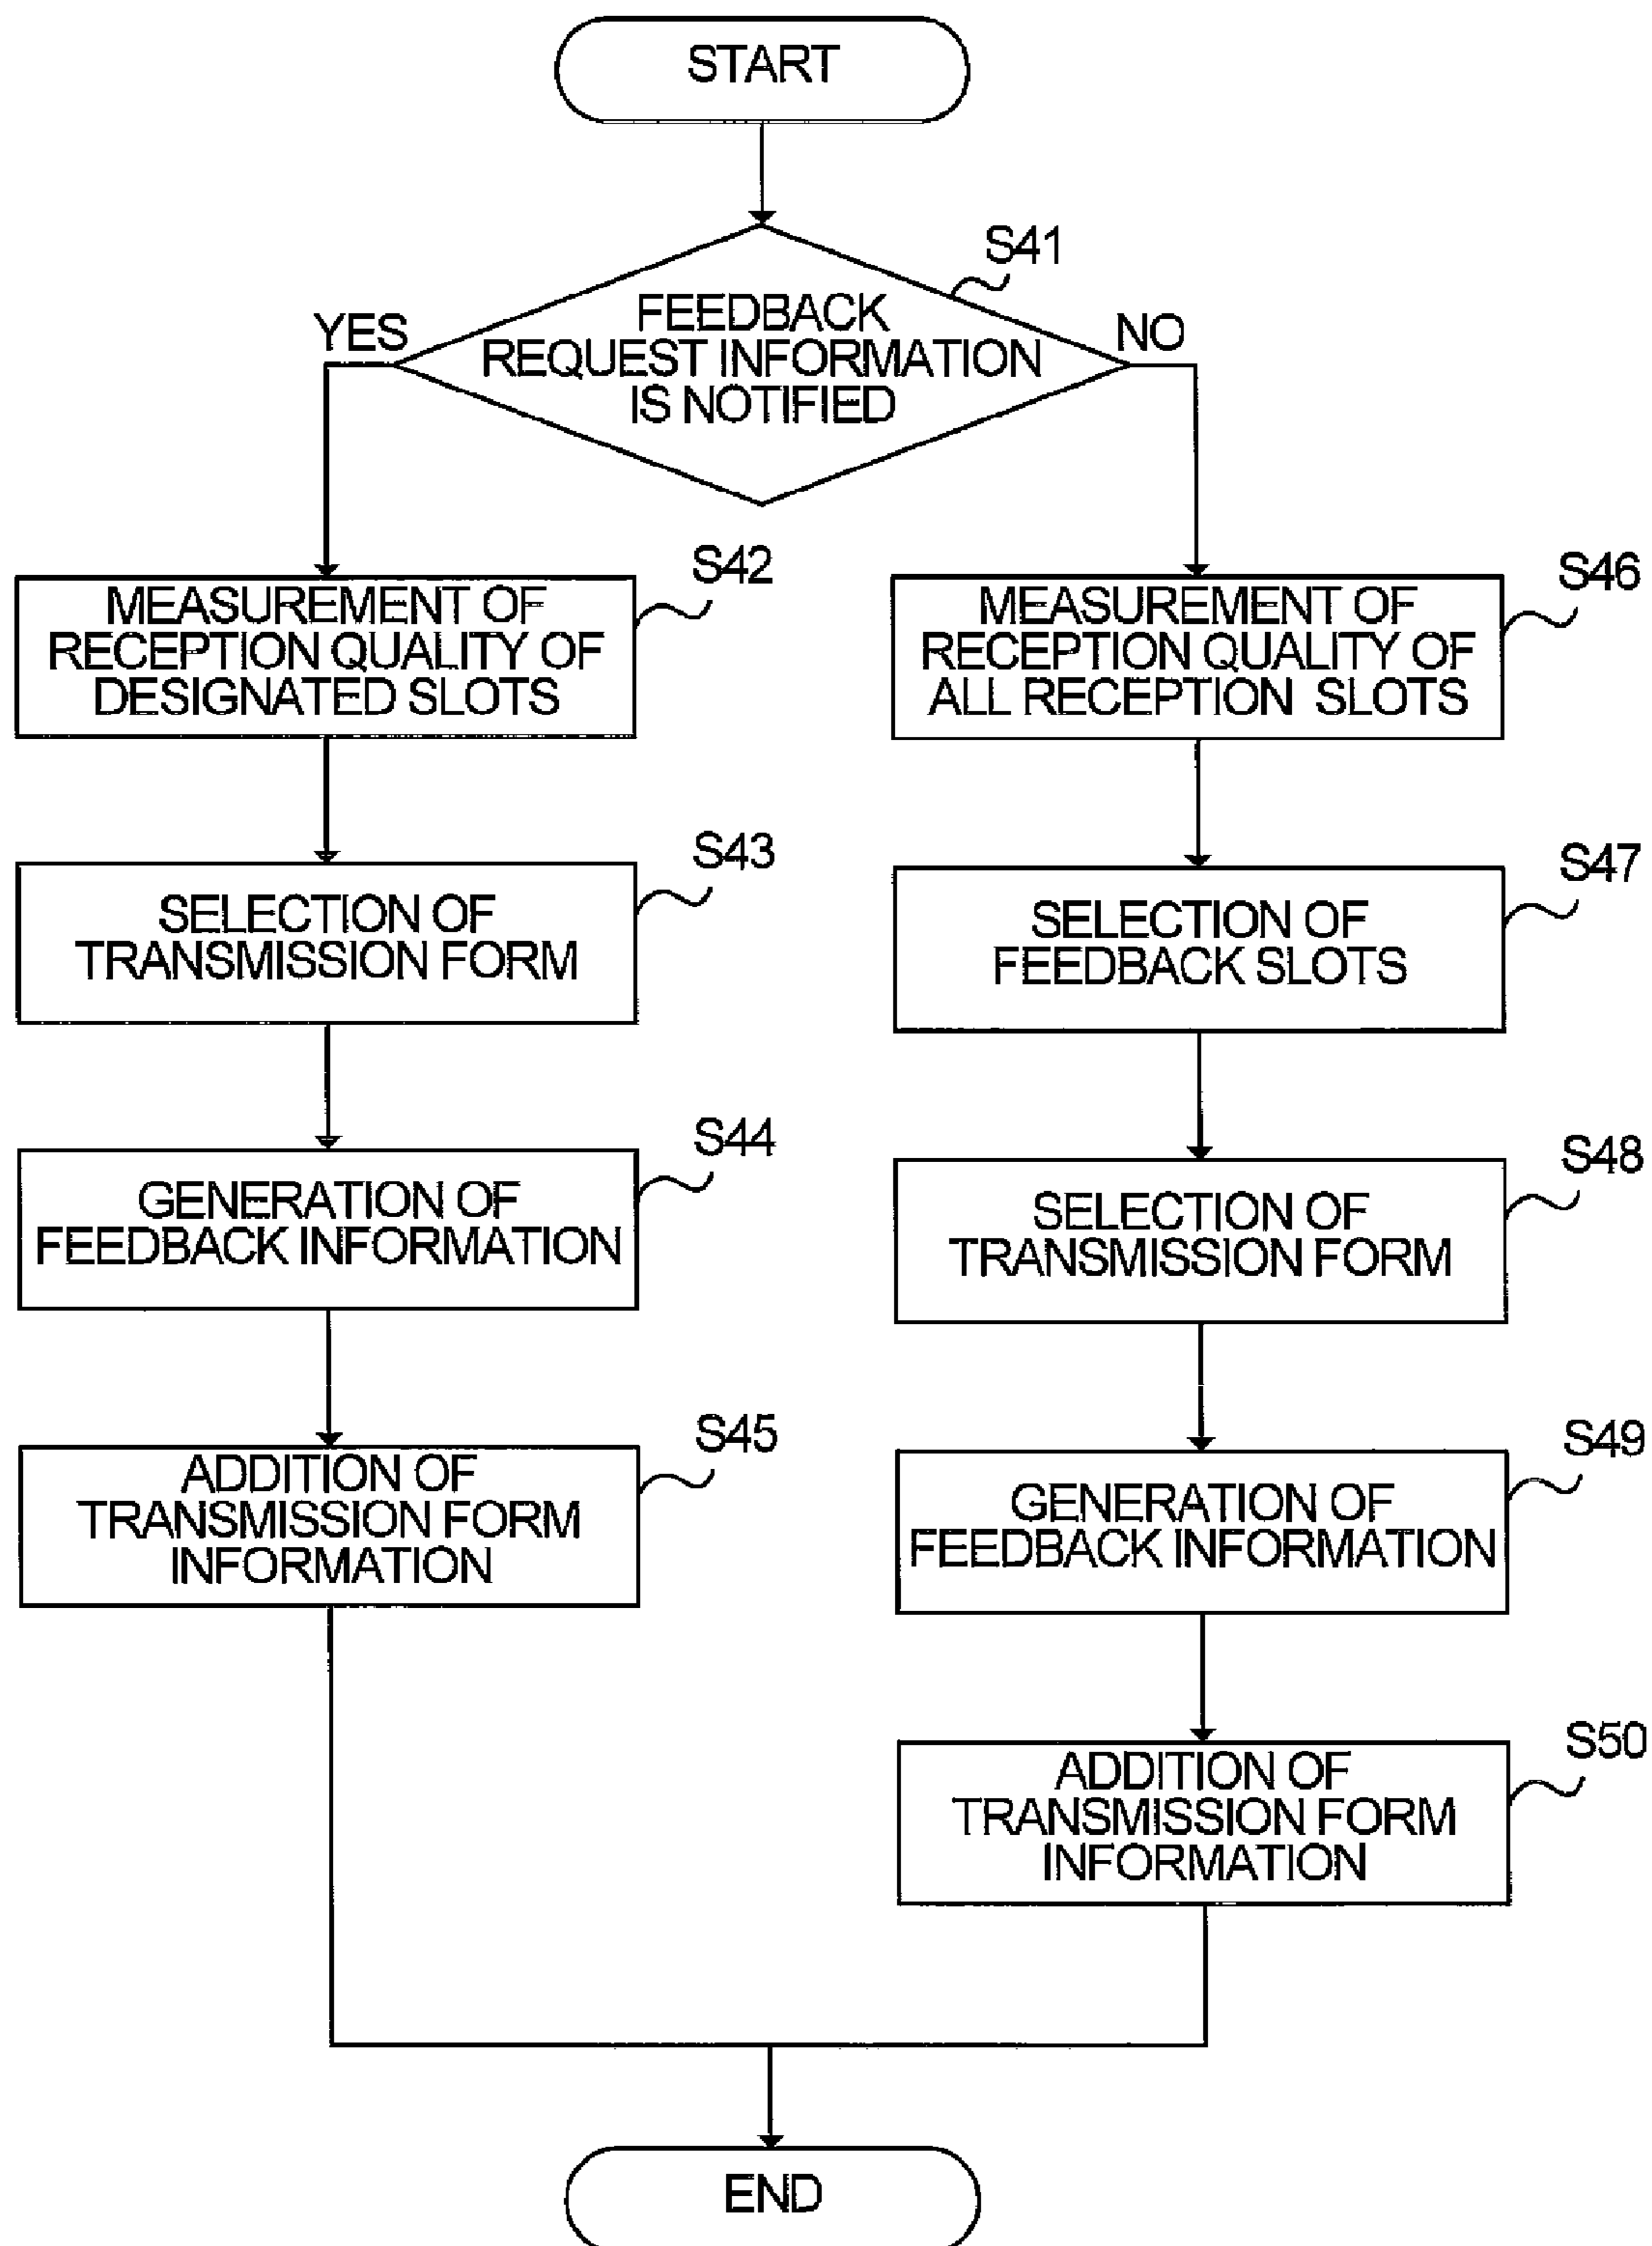 START
S41
FEEDBACK
REQUEST INFORMATION
IS NOTIFIED
YES
NO
S42
MEASUREMENT OF
RECEPTION QUALITY OF
DESIGNATED SLOTS
S43
SELECTION OF
TRANSMISSION FORM
S44
GENERATION OF
FEEDBACK INFORMATION
S45
ADDITION OF
TRANSMISSION FORM
INFORMATION
S46
MEASUREMENT OF
RECEPTION QUALITY OF
ALL RECEPTION SLOTS
S47
SELECTION OF
FEEDBACK SLOTS
S48
SELECTION OF
TRANSMISSION FORM
S49
GENERATION OF
FEEDBACK INFORMATION
S50
ADDITION OF
TRANSMISSION FORM
INFORMATION
END